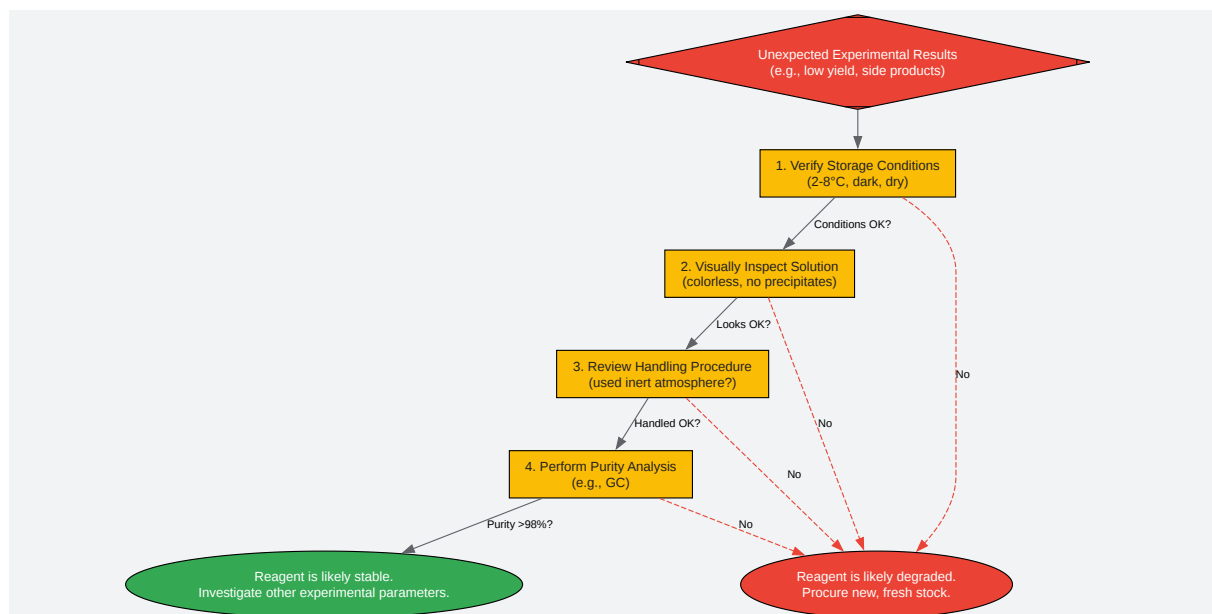 Unexpected Experimental Results
(e.g., low yield, side products)
1. Verify Storage Conditions
(2-8°C, dark, dry)
Conditions OK?
2. Visually Inspect Solution
(colorless, no precipitates)
Looks OK?
3. Review Handling Procedure
(used inert atmosphere?)
No
Handled OK?
No
4. Perform Purity Analysis
(e.g., GC)
No
Purity >98%?
No
Reagent is likely stable.
Investigate other experimental parameters.
Reagent is likely degraded.
Procure new, fresh stock.